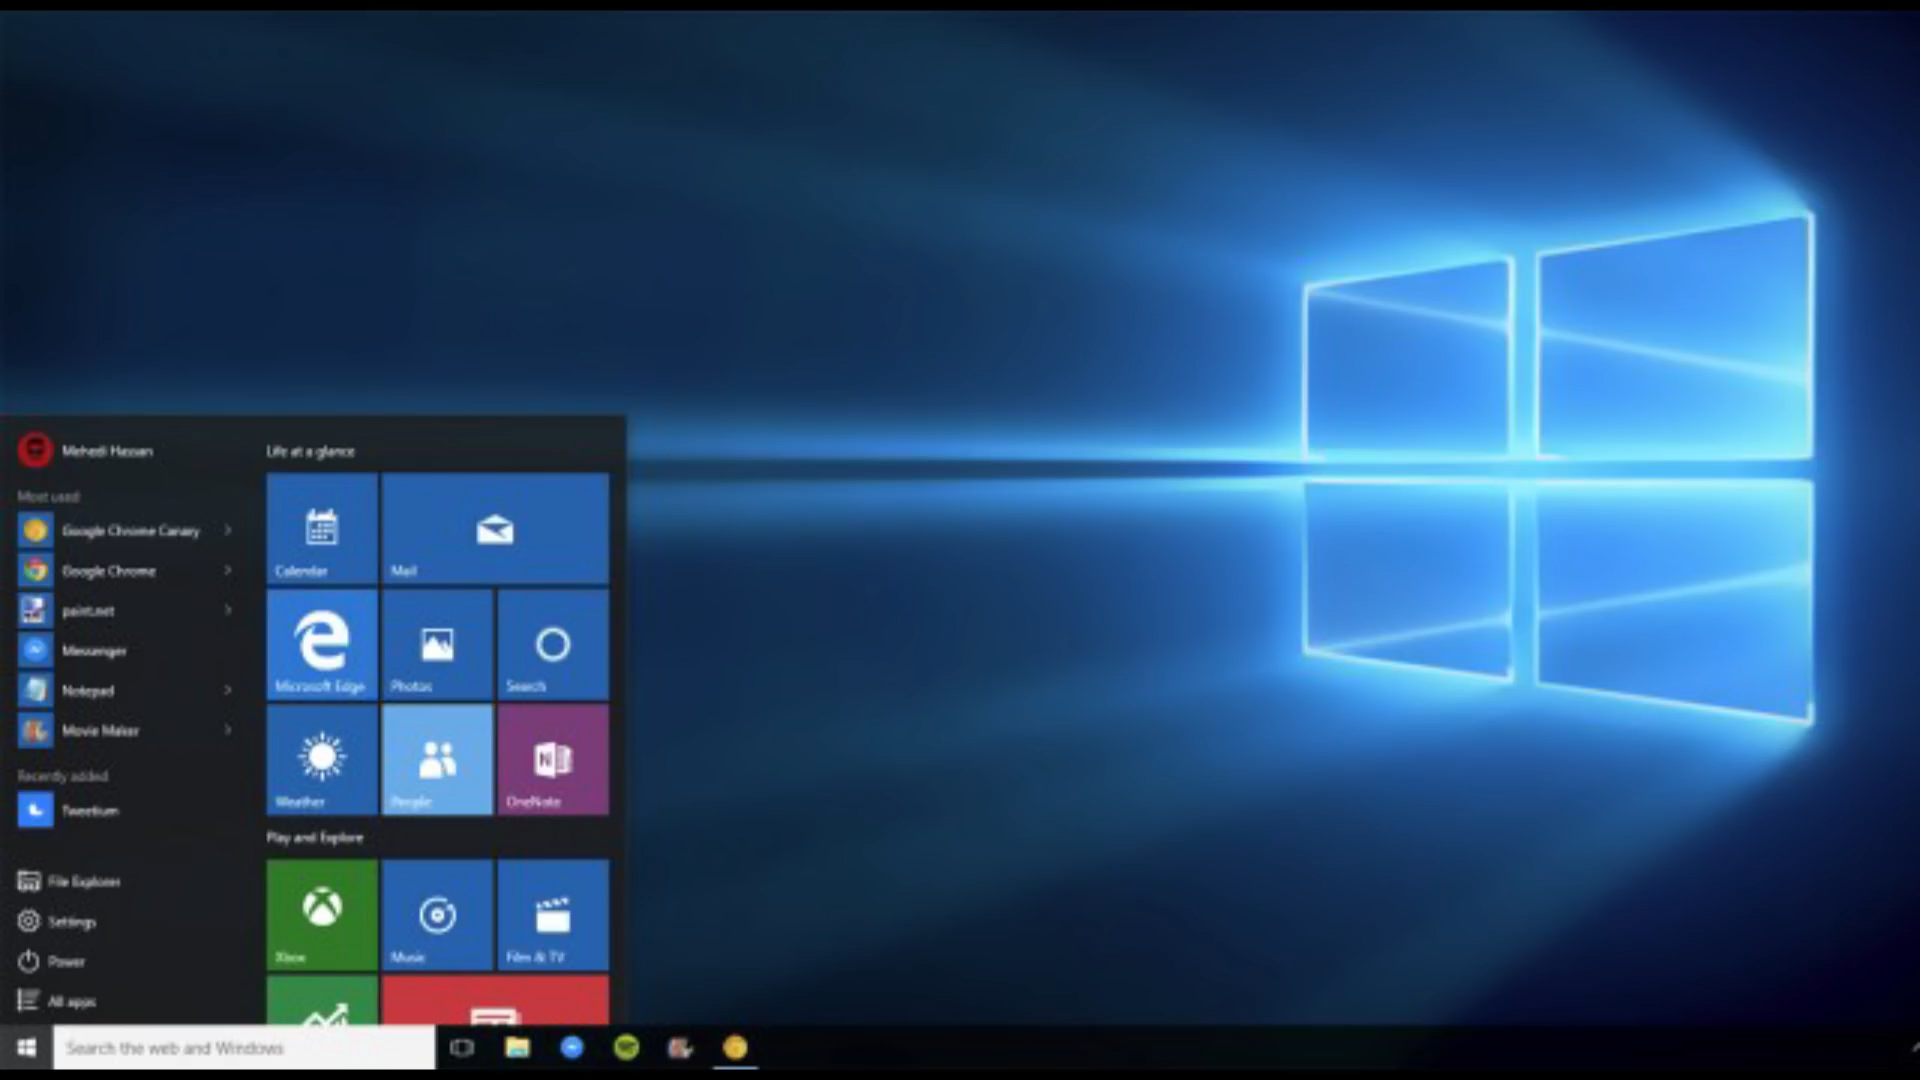 Mehedi Hassan
Most used
Google Chrome Canary
Google Chrome
paint.net
Messenger
Notepad
Movie Maker
Recently added
Tweetium
File Explorer
Settings
Power
All apps
Life at a glance
Calendar
Mail
Microsoft Edge
Photos
Search
Weather
People
OneNote
Play and Explore
Xbox
Music
Film & TV
Search the web and Windows